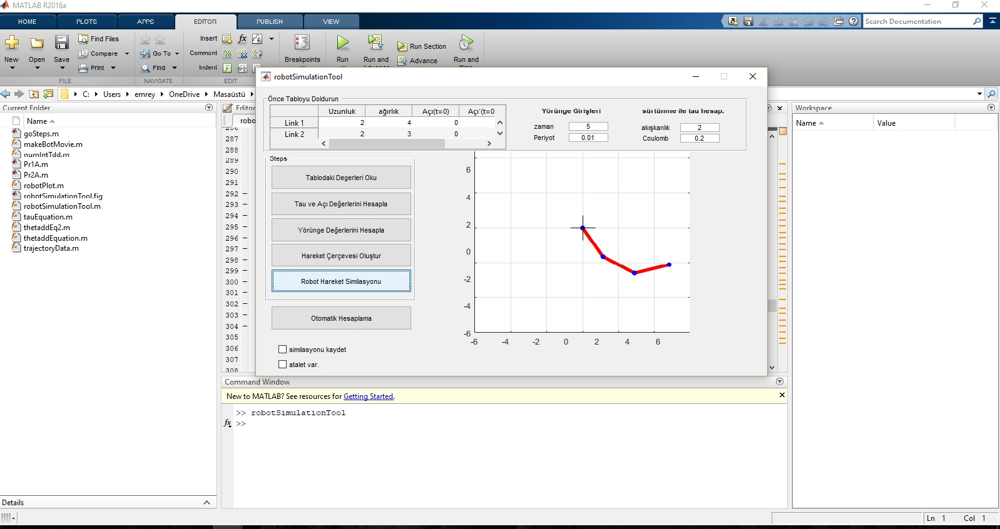 MATLAB R2016a
HOME PLOTS APPS EDITOR PUBLISH VIEW
Search Documentation
New Open Save Find Files Compare Print
Go To Find
Insert fx Comment Indent
Breakpoints Run Run and Advance Run Section Advance Run and Time
FILE NAVIGATE EDIT
C: Users emrey OneDrive Masaüstü
Current Folder
Name
goSteps.m
makeBotMovie.m
numIntTdd.m
Pr1A.m
Pr2A.m
robotPlot.m
robotSimulationTool.fig
robotSimulationTool.m
tauEquation.m
thetaddEq2.m
thetaddEquation.m
trajectoryData.m
Details
Editor
robo
286
287
288
289
290
291
292
293
294
295
296
297
298
299
300
301
302
303
304
305
306
307
308
robotSimulationTool
Önce Tabloyu Doldurun
Uzunluk ağırlık Açı(t=0) Açı'(t=0
Link 1 2 4 0
Link 2 2 3 0
Yörünge Girişleri
zaman 5
Periyot 0.01
sürtünme ile tau hesap.
akışkanlık 2
Coulomb 0.2
Steps
Tablodaki Degerleri Oku
Tau ve Açı Değerlerini Hesapla
Yörünge Değerlerini Hesapla
Hareket Çerçevesi Oluştur
Robot Hareket Similasyonu
Otomatik Hesaplama
similasyonu kaydet
atalet var.
6
4
2
0
-2
-4
-6
-6 -4 -2 0 2 4 6
Workspace
Name Value
Command Window
New to MATLAB? See resources for Getting Started.
>> robotSimulationTool
fx >>
Ln 1 Col 1